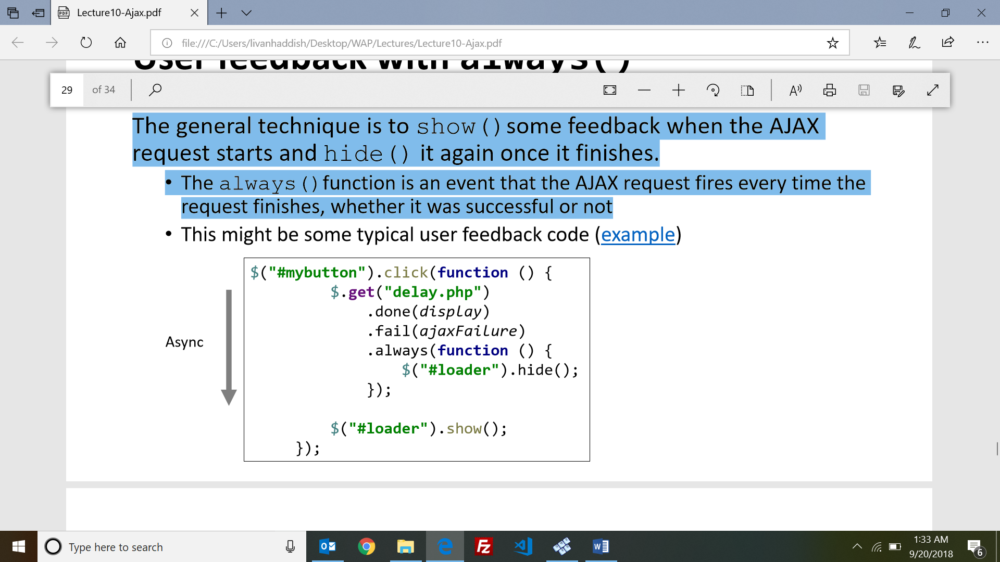 Lecture10-Ajax.pdf
file:///C:/Users/livanhaddish/Desktop/WAP/Lectures/Lecture10-Ajax.pdf
User feedback with always()
29 of 34
The general technique is to show() some feedback when the AJAX
request starts and hide() it again once it finishes.
• The always() function is an event that the AJAX request fires every time the
request finishes, whether it was successful or not
• This might be some typical user feedback code (example)
Async
$("#mybutton").click(function () {
$.get("delay.php")
.done(display)
.fail(ajaxFailure)
.always(function () {
$("#loader").hide();
});
$("#loader").show();
});
Type here to search
1:33 AM
9/20/2018
6